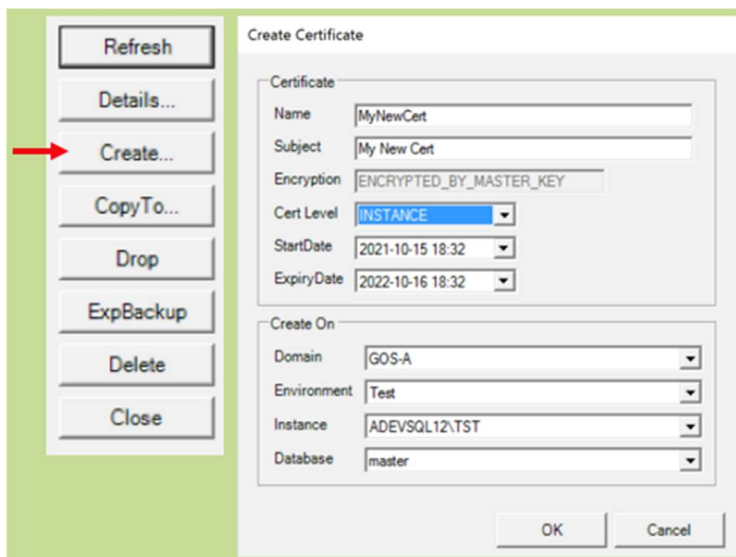 Refresh
Details...
Create...
CopyTo...
Drop
ExpBackup
Delete
Close
Create Certificate
Certificate
Name MyNewCert
Subject My New Cert
Encryption ENCRYPTED_BY_MASTER_KEY
Cert Level INSTANCE
StartDate 2021-10-15 18:32
ExpiryDate 2022-10-16 18:32
Create On
Domain GOS-A
Environment Test
Instance ADEVSQL12\TST
Database master
OK Cancel